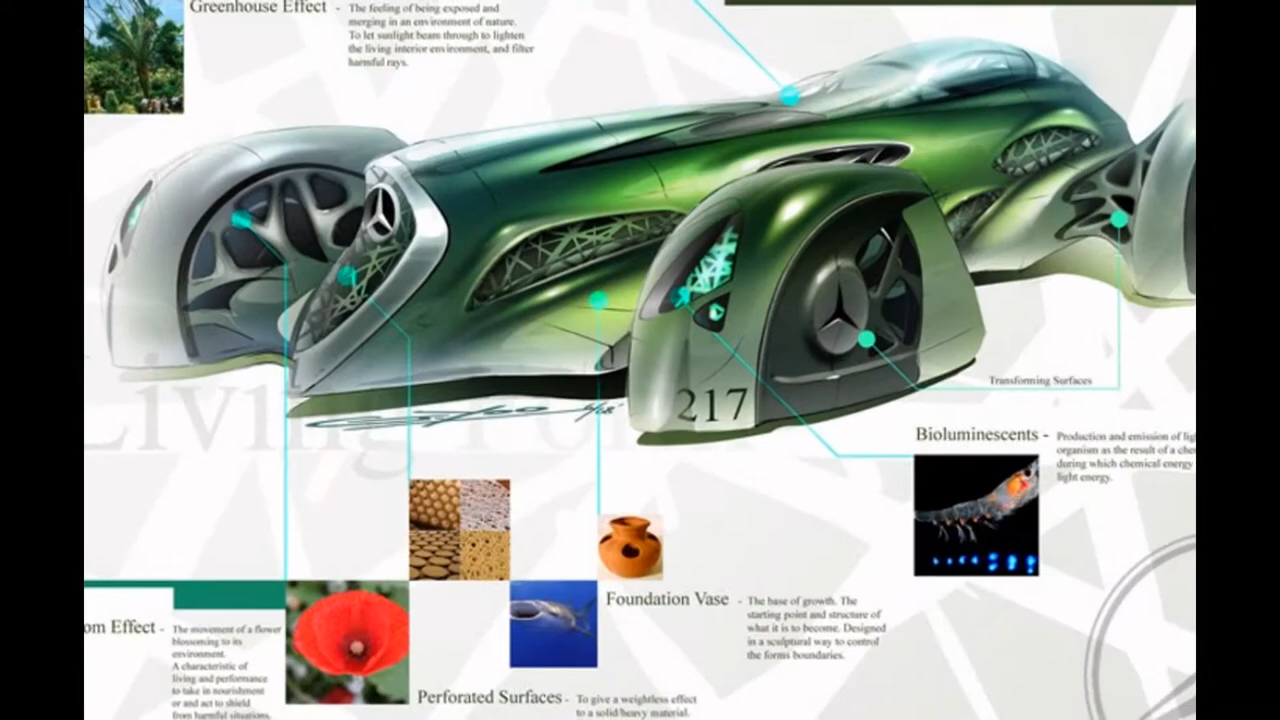 Greenhouse Effect - The feeling of being exposed and
merging in an environment of nature.
To let sunlight beam through to lighten
the living interior environment, and filter
harmful rays.
217
Living
Transforming Surfaces
Bioluminescents - Production and emission of lig
organism as the result of a che
during which chemical energy
light energy.
Foundation Vase - The base of growth. The
starting point and structure of
what it is to become. Designed
in a sculptural way to control
the forms boundaries.
om Effect - The movement of a flower
blossoming to its
environment.
A characteristic of
living and performance
to take in nourishment
or and act to shield
from harmful situations.
Perforated Surfaces - To give a weightless effect
to a solid/heavy material.